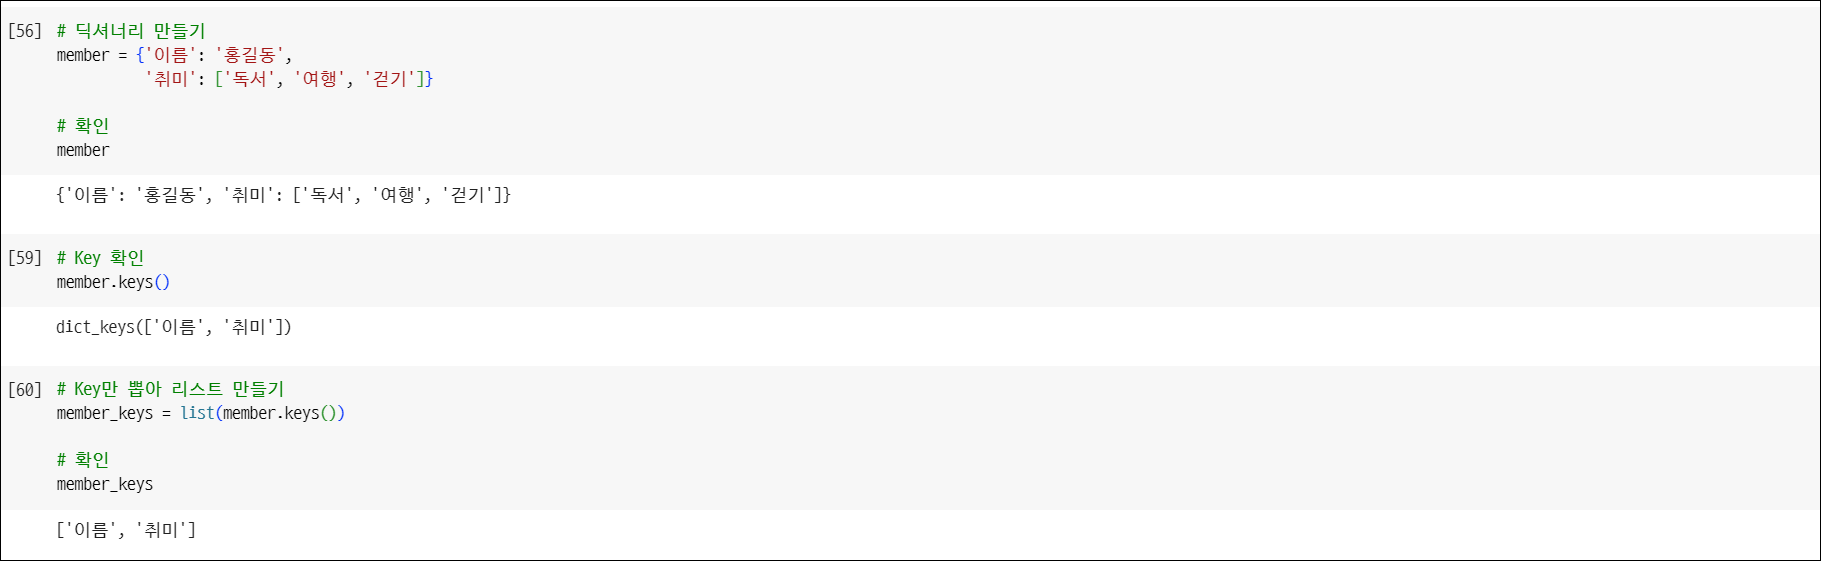 [56] # 딕셔너리 만들기
member = {'이름': '홍길동',
'취미': ['독서', '여행', '걷기']}
# 확인
member
{'이름': '홍길동', '취미': ['독서', '여행', '걷기']}
[59] # Key 확인
member.keys()
dict_keys(['이름', '취미'])
[60] # Key만 뽑아 리스트 만들기
member_keys = list(member.keys())
# 확인
member_keys
['이름', '취미']